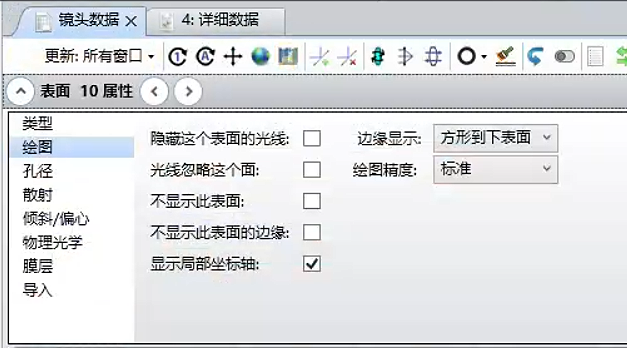 镜头数据 × 4: 详细数据
更新: 所有窗口
表面 10 属性
类型
绘图
孔径
散射
倾斜/偏心
物理光学
膜层
导入
隐藏这个表面的光线:
光线忽略这个面:
不显示此表面:
不显示此表面的边缘:
显示局部坐标轴:
边缘显示: 方形到下表面
绘图精度: 标准